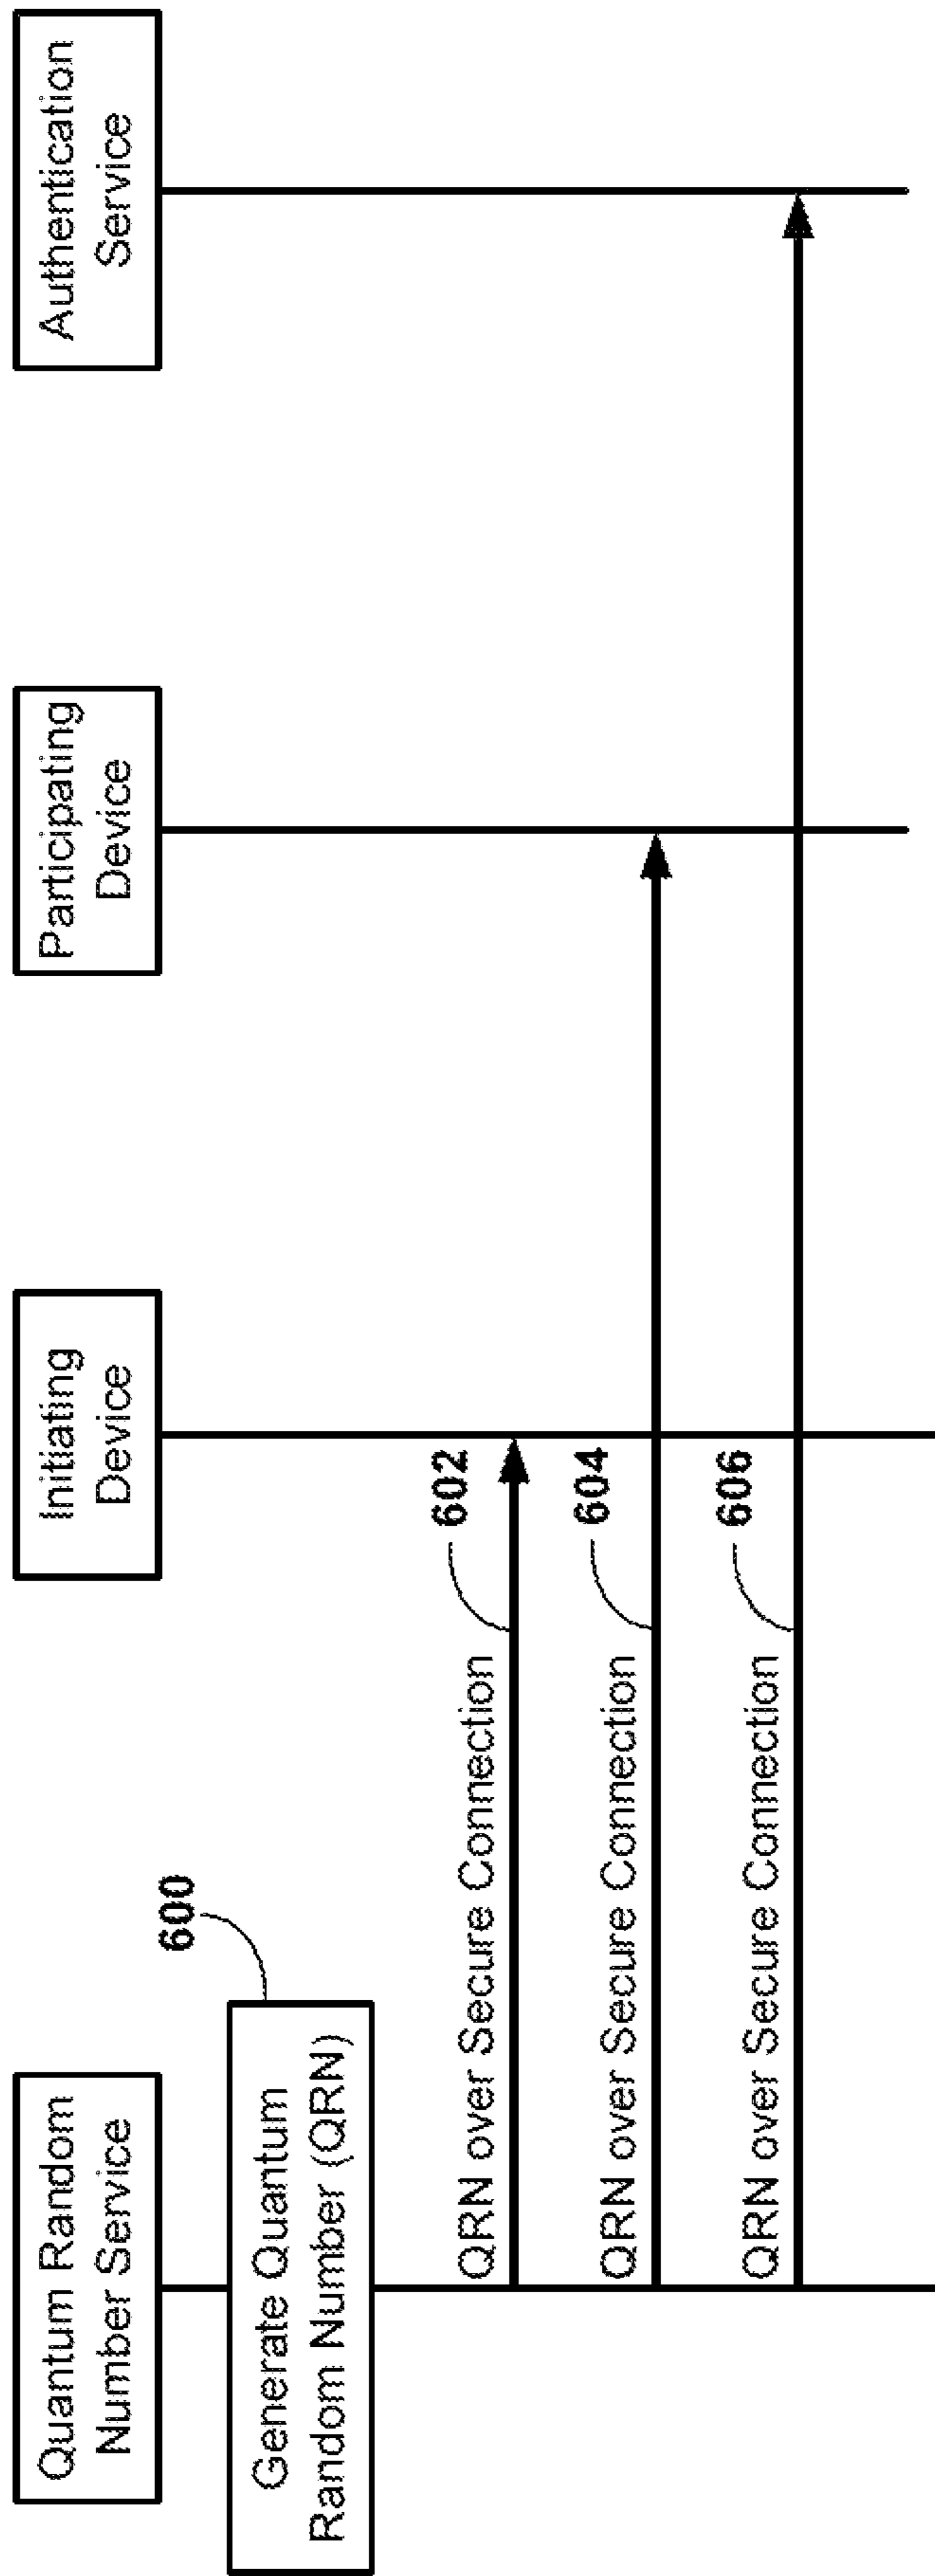 Quantum Random
Number Service
Initiating
Device
Participating
Device
Authentication
Service
600
Generate Quantum
Random Number (QRN)
602
QRN over Secure Connection
604
QRN over Secure Connection
606
QRN over Secure Connection